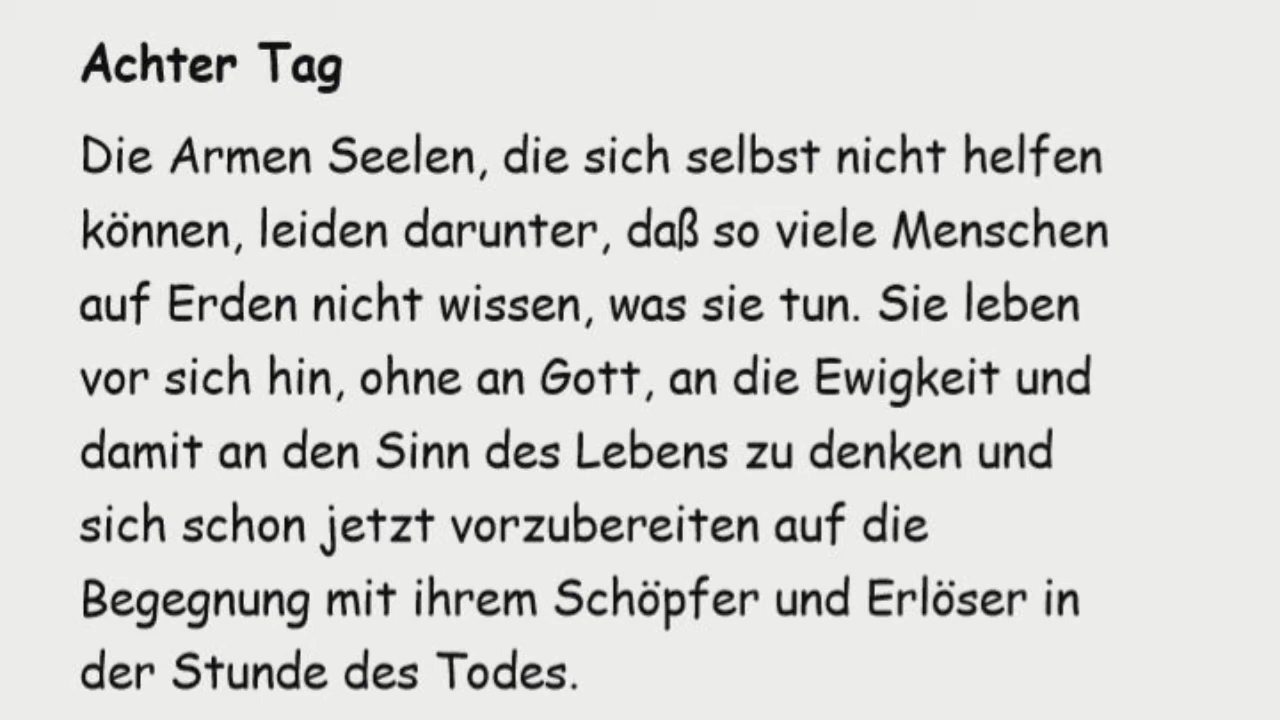 Achter Tag
Die Armen Seelen, die sich selbst nicht helfen
können, leiden darunter, daß so viele Menschen
auf Erden nicht wissen, was sie tun. Sie leben
vor sich hin, ohne an Gott, an die Ewigkeit und
damit an den Sinn des Lebens zu denken und
sich schon jetzt vorzubereiten auf die
Begegnung mit ihrem Schöpfer und Erlöser in
der Stunde des Todes.